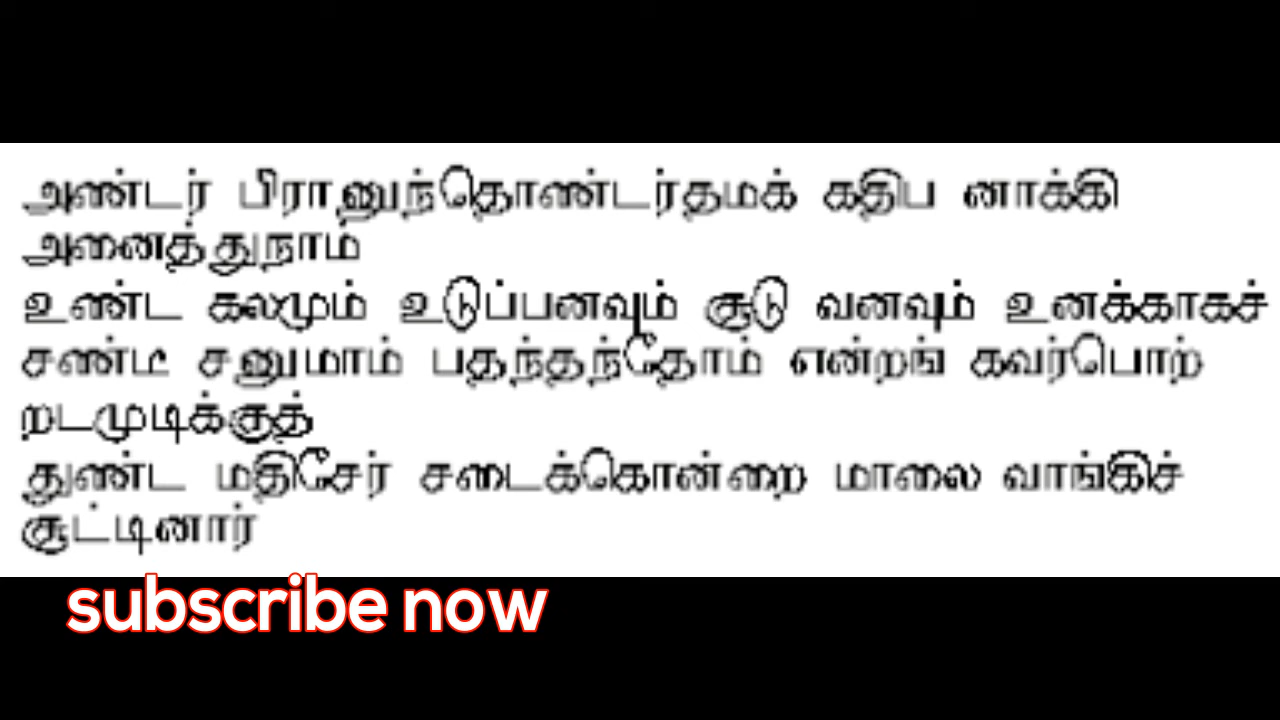 அண்டர் பிரானுந்தொண்டர்தமக் கதிப னாக்கி
அனைத்துநாம்
உண்ட கலமும் உடுப்பனவும் சூடு வனவும் உனக்காகச்
சண்டீ சனுமாம் பதந்தந்தோம் என்றங் கவர்பொற்
றடமுடிக்குத்
துண்ட மதிசேர் சடைக்கொன்றை மாலை வாங்கிச்
சூட்டினார்
subscribe now